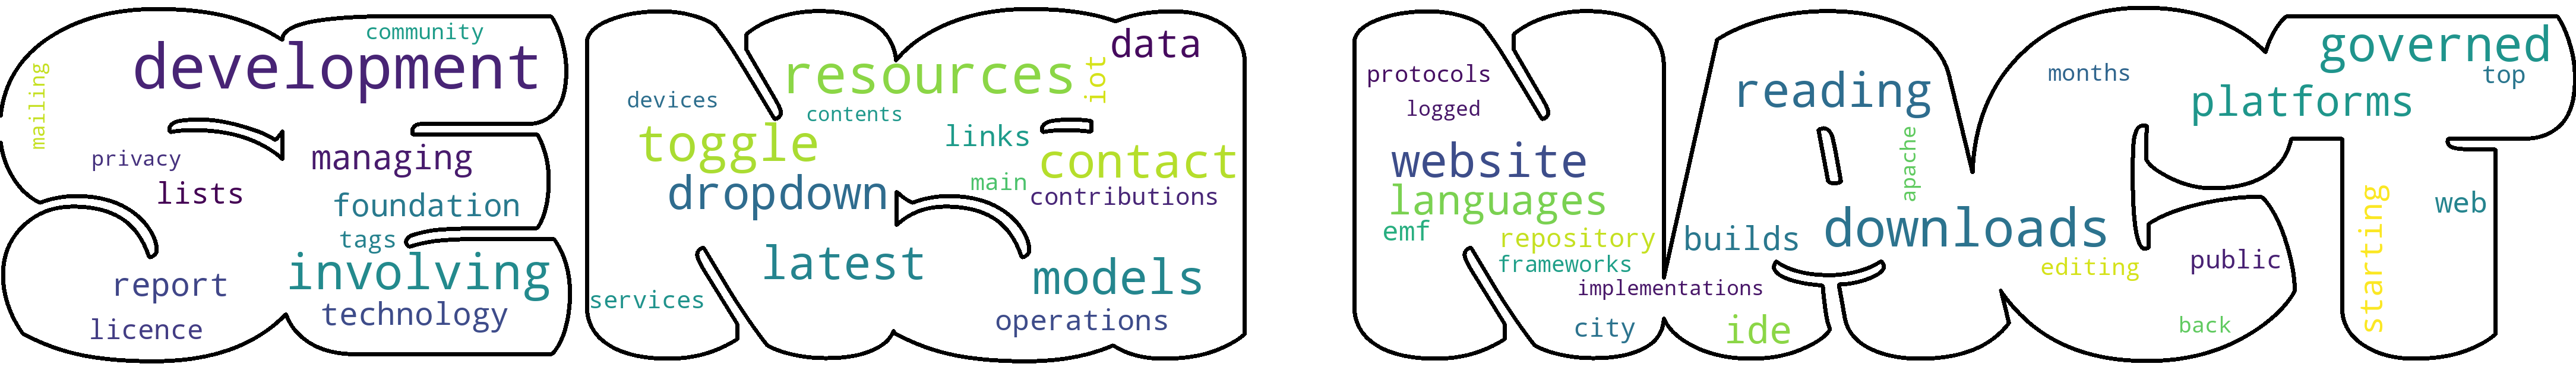 community
development
mailing
privacy
managing
lists
foundation
tags
involving
report
technology
licence
data
resources
iot
devices
contents
toggle
links
contact
dropdown
main
contributions
latest
models
services
operations
protocols
logged
website
languages
emf
repository
frameworks
implementations
city
reading
apache
builds
downloads
ide
months
editing
governed
top
platforms
starting
web
public
back